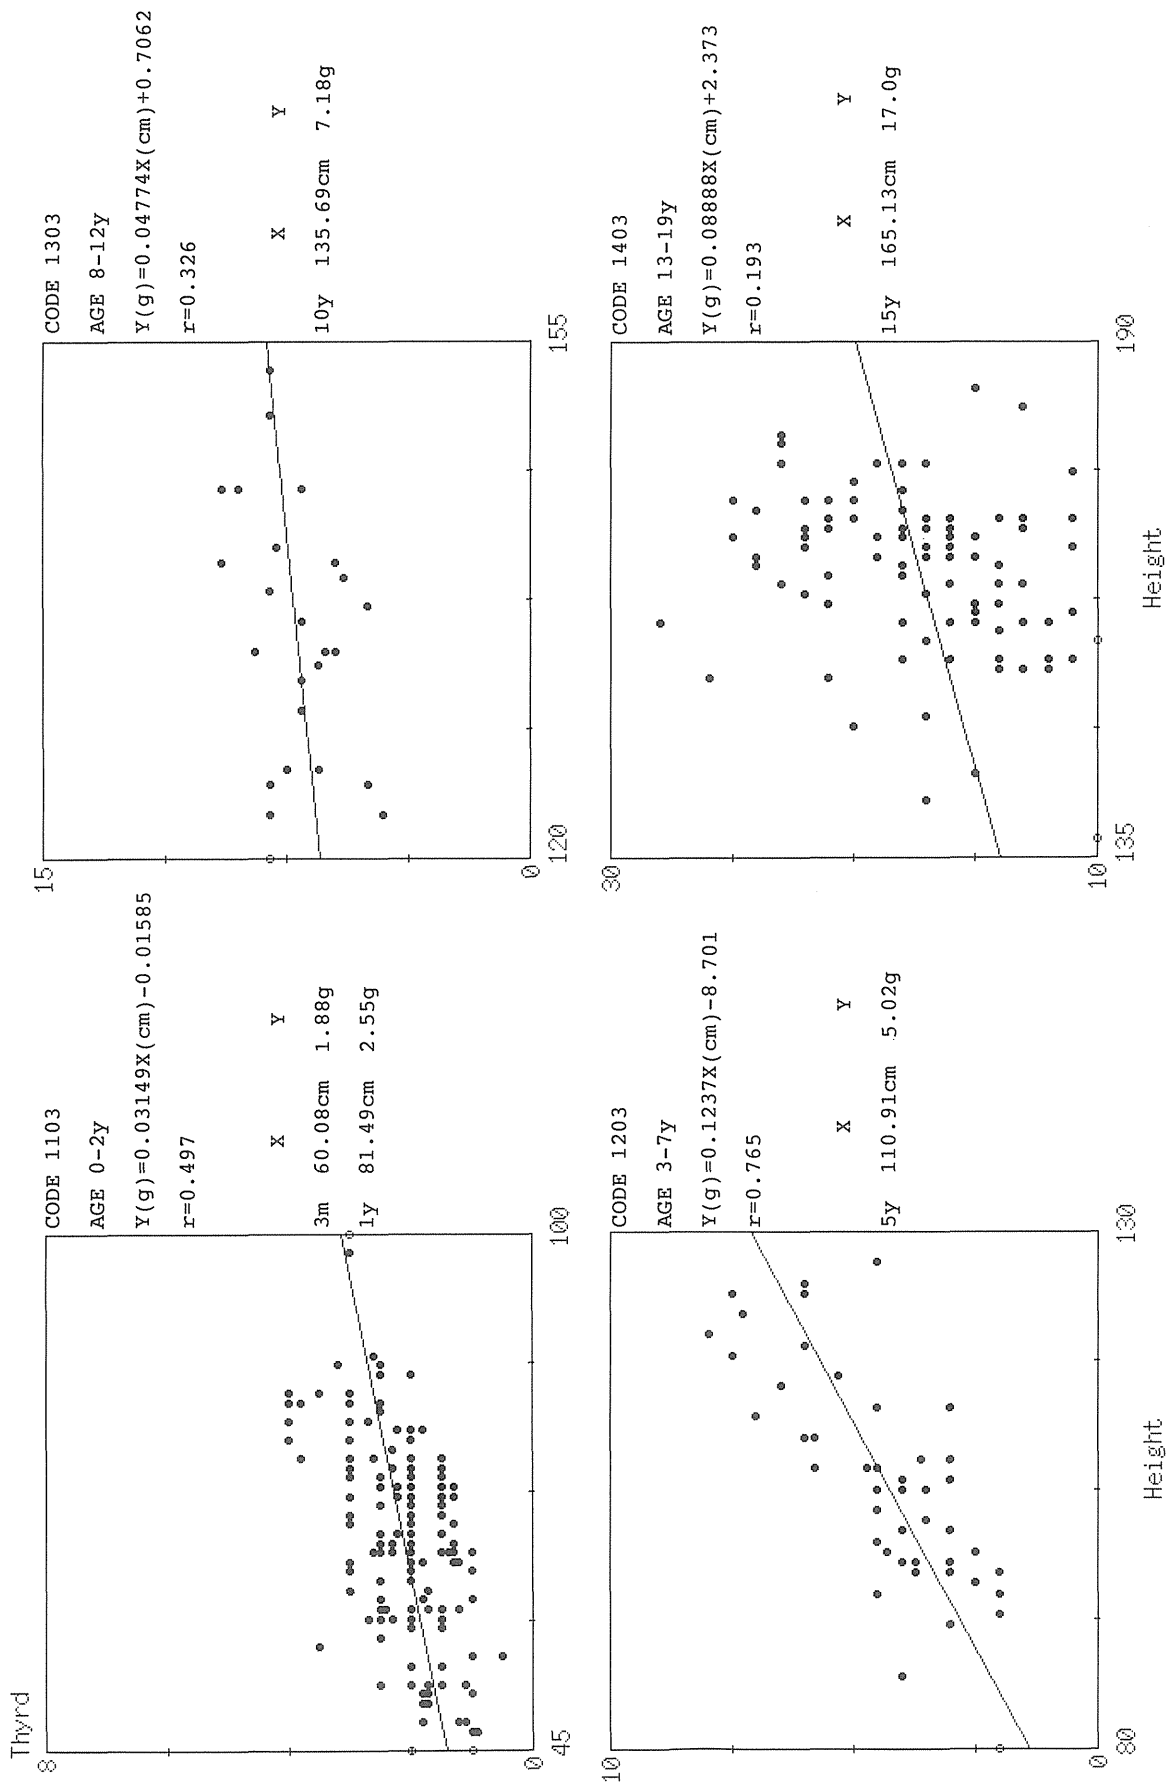 Thyrd
8
0
45
100
CODE 1103
AGE 0-2y
Y(g)=0.03149X(cm)-0.01585
r=0.497
X Y
3m 60.08cm 1.88g
1y 81.49cm 2.55g
15
0
120
155
CODE 1303
AGE 8-12y
Y(g)=0.04774X(cm)+0.7062
r=0.326
X Y
10y 135.69cm 7.18g
10
0
80
130
Height
CODE 1203
AGE 3-7y
Y(g)=0.1237X(cm)-8.701
r=0.765
X Y
5y 110.91cm 5.02g
30
10
135
190
Height
CODE 1403
AGE 13-19y
Y(g)=0.08888X(cm)+2.373
r=0.193
X Y
15y 165.13cm 17.0g